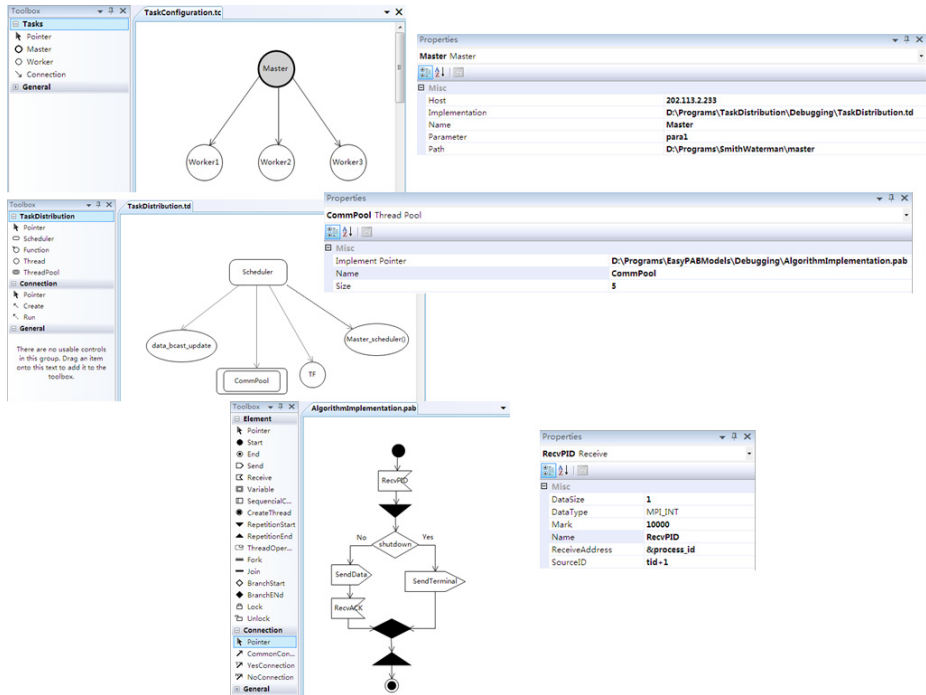 Toolbox
Tasks
Pointer
Master
Worker
Connection
General
TaskConfiguration.tc
Master
Worker1
Worker2
Worker3
Properties
Master Master
Misc
Host 202.113.2.233
Implementation D:\Programs\TaskDistribution\Debugging\TaskDistribution.td
Name Master
Parameter para1
Path D:\Programs\SmithWaterman\master
Toolbox
TaskDistribution
Pointer
Scheduler
Function
Thread
ThreadPool
Connection
Pointer
Create
Run
General
There are no usable controls
in this group. Drag an item
onto this text to add it to the
toolbox.
TaskDistribution.td
Scheduler
data_bcast_update
CommPool
TF
Master_scheduler()
Properties
CommPool Thread Pool
Misc
Implement Pointer D:\Programs\EasyPABModels\Debugging\AlgorithmImplementation.pab
Name CommPool
Size 5
Toolbox
Element
Pointer
Start
End
Send
Receive
Variable
SequencialC...
CreateThread
RepetitionStart
RepetitionEnd
ThreadOper...
Fork
Join
BranchStart
BranchENd
Lock
Unlock
Connection
Pointer
CommonCon...
YesConnection
NoConnection
General
AlgorithmImplementation.pab
RecvPID
No
shutdown
Yes
SendData
SendTerminal
RecvACK
Properties
RecvPID Receive
Misc
DataSize 1
DataType MPI_INT
Mark 10000
Name RecvPID
ReceiveAddress &process_id
SourceID tid+1